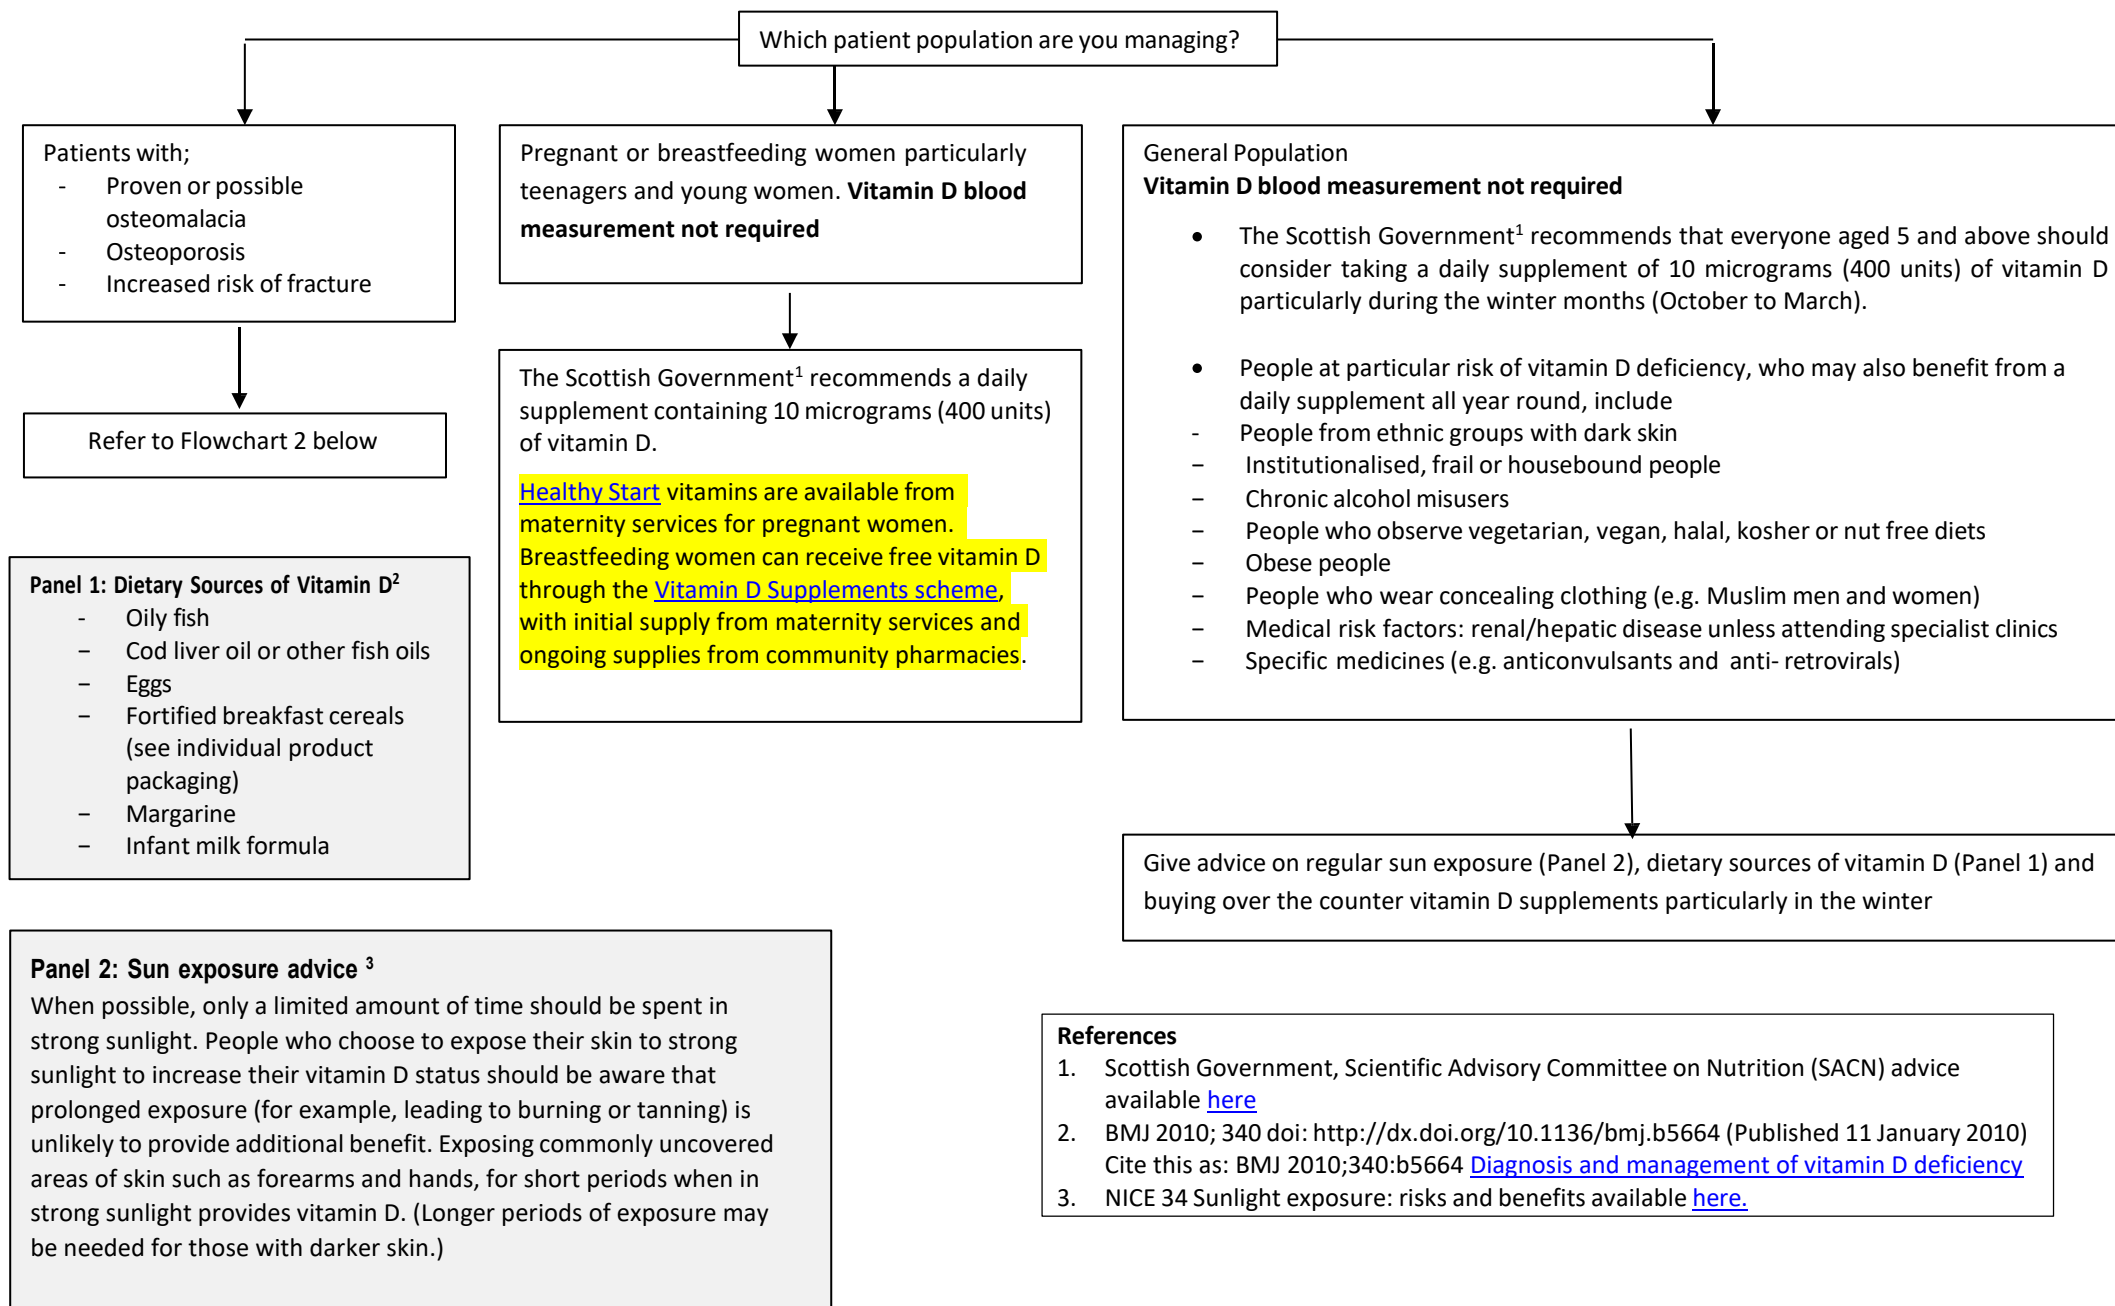 Which patient population are you managing?
Patients with;
- Proven or possible
osteomalacia
- Osteoporosis
- Increased risk of fracture
Refer to Flowchart 2 below
Pregnant or breastfeeding women particularly
teenagers and young women. Vitamin D blood
measurement not required
The Scottish Government1 recommends a daily
supplement containing 10 micrograms (400 units)
of vitamin D.
Healthy Start vitamins are available from
maternity services for pregnant women.
Breastfeeding women can receive free vitamin D
through the Vitamin D Supplements scheme,
with initial supply from maternity services and
ongoing supplies from community pharmacies.
General Population
Vitamin D blood measurement not required
• The Scottish Government1 recommends that everyone aged 5 and above should
consider taking a daily supplement of 10 micrograms (400 units) of vitamin D
particularly during the winter months (October to March).
• People at particular risk of vitamin D deficiency, who may also benefit from a
daily supplement all year round, include
- People from ethnic groups with dark skin
− Institutionalised, frail or housebound people
− Chronic alcohol misusers
− People who observe vegetarian, vegan, halal, kosher or nut free diets
− Obese people
− People who wear concealing clothing (e.g. Muslim men and women)
− Medical risk factors: renal/hepatic disease unless attending specialist clinics
− Specific medicines (e.g. anticonvulsants and anti- retrovirals)
Give advice on regular sun exposure (Panel 2), dietary sources of vitamin D (Panel 1) and
buying over the counter vitamin D supplements particularly in the winter
Panel 1: Dietary Sources of Vitamin D2
- Oily fish
− Cod liver oil or other fish oils
− Eggs
− Fortified breakfast cereals
(see individual product
packaging)
− Margarine
− Infant milk formula
Panel 2: Sun exposure advice 3
When possible, only a limited amount of time should be spent in
strong sunlight. People who choose to expose their skin to strong
sunlight to increase their vitamin D status should be aware that
prolonged exposure (for example, leading to burning or tanning) is
unlikely to provide additional benefit. Exposing commonly uncovered
areas of skin such as forearms and hands, for short periods when in
strong sunlight provides vitamin D. (Longer periods of exposure may
be needed for those with darker skin.)
References
1. Scottish Government, Scientific Advisory Committee on Nutrition (SACN) advice
available here
2. BMJ 2010; 340 doi: http://dx.doi.org/10.1136/bmj.b5664 (Published 11 January 2010)
Cite this as: BMJ 2010;340:b5664 Diagnosis and management of vitamin D deficiency
3. NICE 34 Sunlight exposure: risks and benefits available here.